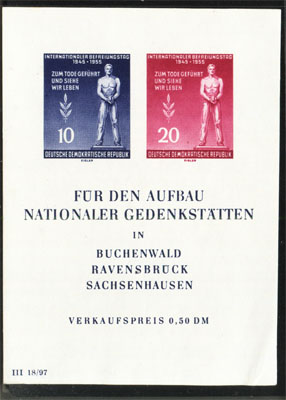 INTERNATIONALER BEFREIUNGSTAG
1945 - 1955
ZUM TODE GEFÜHRT
UND SIEHE
WIR LEBEN
10
DEUTSCHE DEMOKRATISCHE REPUBLIK
INTERNATIONALER BEFREIUNGSTAG
1945 - 1955
ZUM TODE GEFÜHRT
UND SIEHE
WIR LEBEN
20
DEUTSCHE DEMOKRATISCHE REPUBLIK
FÜR DEN AUFBAU
NATIONALER GEDENKSTÄTTEN
IN
BUCHENWALD
RAVENSBRÜCK
SACHSENHAUSEN
VERKAUFSPREIS 0,50 DM
III 18/97